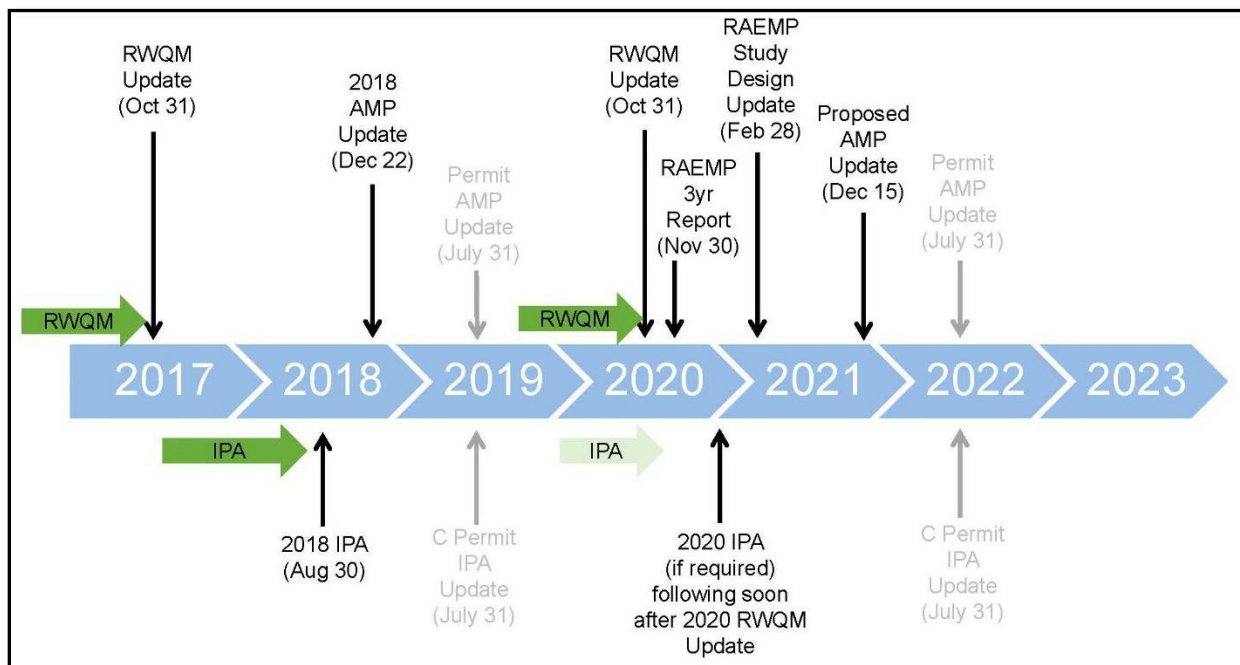 RWQM
Update
(Oct 31)
2018
AMP
Update
(Dec 22)
Permit
AMP
Update
(July 31)
RWQM
Update
(Oct 31)
RAEMP
3yr
Report
(Nov 30)
RAEMP
Study
Design
Update
(Feb 28)
Proposed
AMP
Update
(Dec 15)
Permit
AMP
Update
(July 31)
RWQM
RWQM
2017
2018
2019
2020
2021
2022
2023
IPA
IPA
2018 IPA
(Aug 30)
C Permit
IPA
Update
(July 31)
2020 IPA
(if required)
following soon
after 2020 RWQM
Update
C Permit
IPA
Update
(July 31)